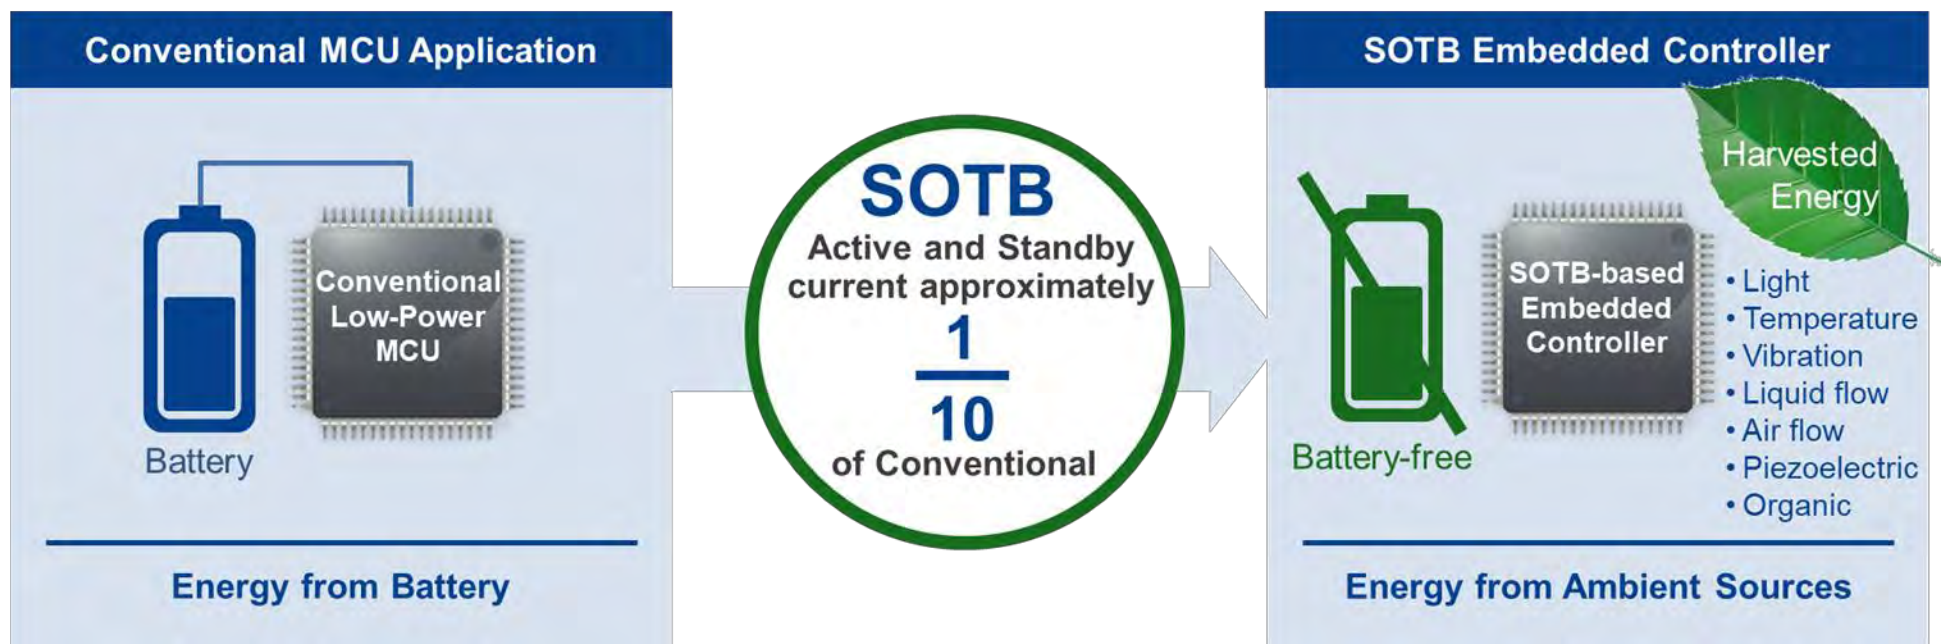 Conventional MCU Application
Conventional
Low-Power
MCU
Battery
Energy from Battery
SOTB
Active and Standby
current approximately
1
10
of Conventional
SOTB Embedded Controller
Harvested
Energy
SOTB-based
Embedded
Controller
Battery-free
• Light
• Temperature
• Vibration
• Liquid flow
• Air flow
• Piezoelectric
• Organic
Energy from Ambient Sources